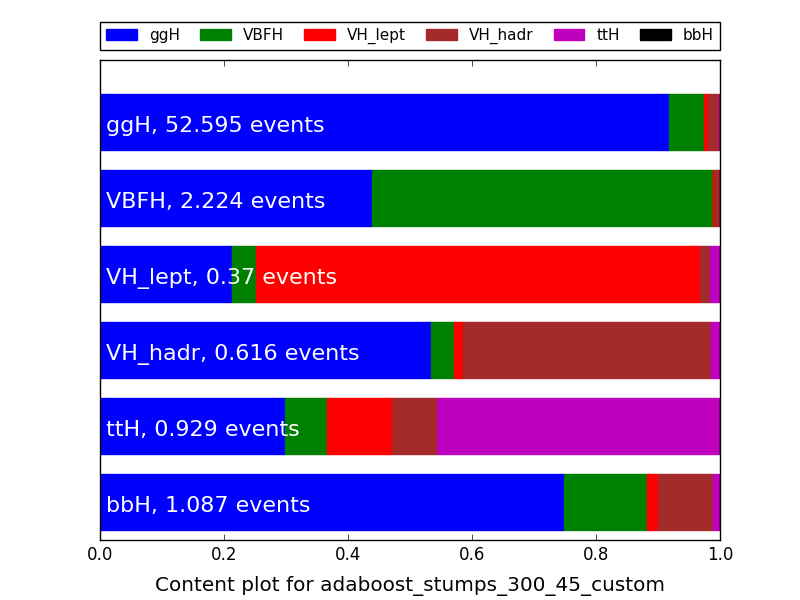 ggH VBFH VH_lept VH_hadr ttH bbH
ggH, 52.595 events
VBFH, 2.224 events
VH_lept, 0.37 events
VH_hadr, 0.616 events
ttH, 0.929 events
bbH, 1.087 events
0.0 0.2 0.4 0.6 0.8 1.0
Content plot for adaboost_stumps_300_45_custom